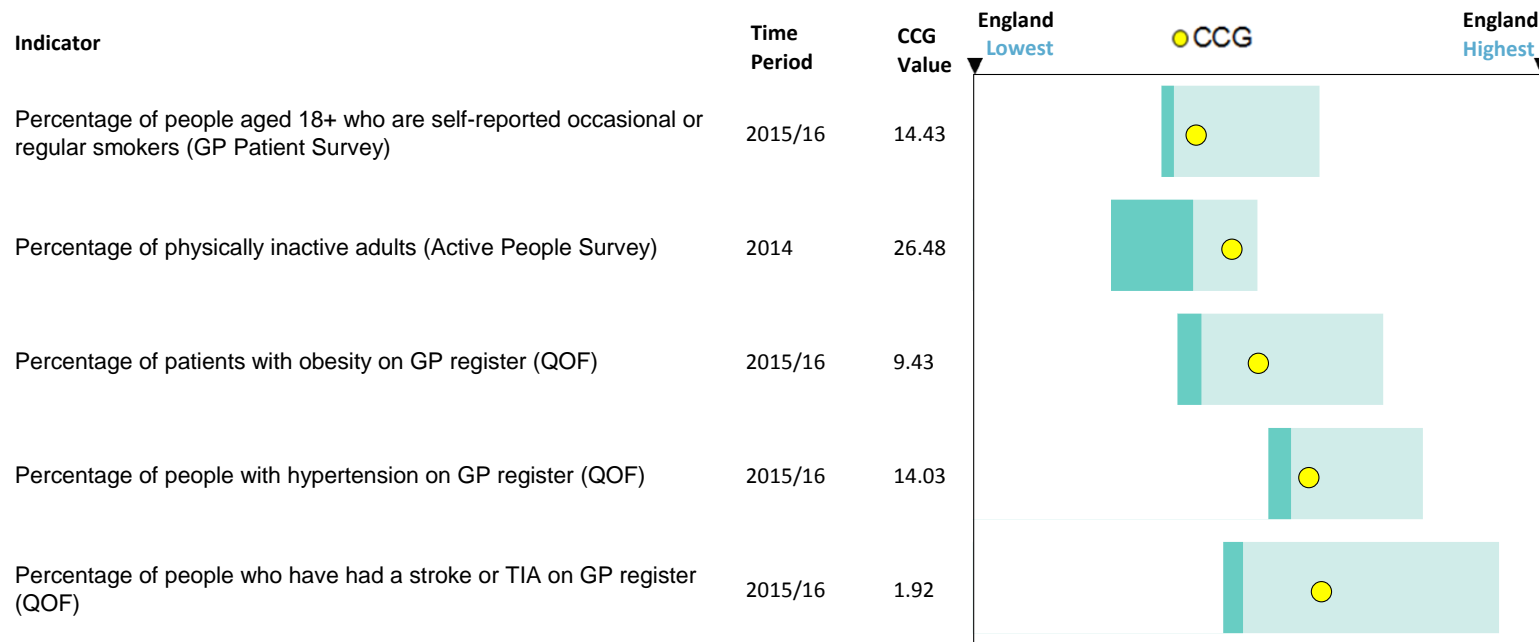 Indicator
Time
Period
CCG
Value
England
Lowest
CCG
England
Highest
Percentage of people aged 18+ who are self-reported occasional or
regular smokers (GP Patient Survey)
2015/16
14.43
Percentage of physically inactive adults (Active People Survey)
2014
26.48
Percentage of patients with obesity on GP register (QOF)
2015/16
9.43
Percentage of people with hypertension on GP register (QOF)
2015/16
14.03
Percentage of people who have had a stroke or TIA on GP register
(QOF)
2015/16
1.92